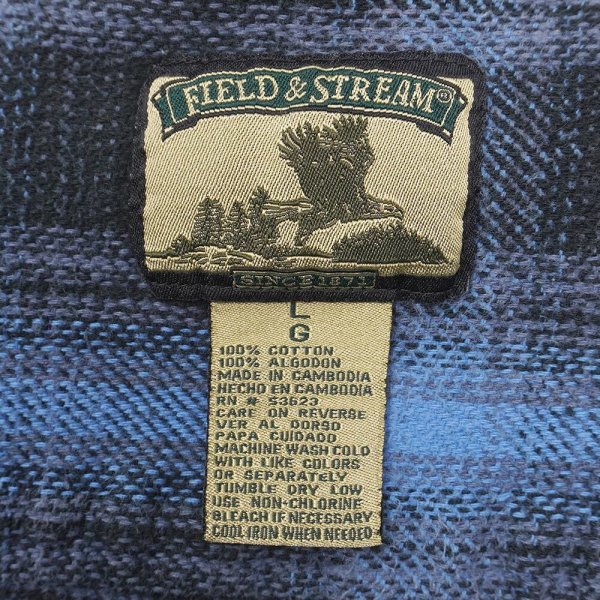 FIELD & STREAM®
SINCE 1871
L
G
100% COTTON
100% ALGODON
MADE IN CAMBODIA
HECHO EN CAMBODIA
RN # 53623
CARE ON REVERSE
VER AL DORSO
PAPA CUIDADO
MACHINE WASH COLD
WITH LIKE COLORS
OR SEPARATELY
TUMBLE DRY LOW
USE NON-CHLORINE
BLEACH IF NECESSARY
COOL IRON WHEN NEEDED